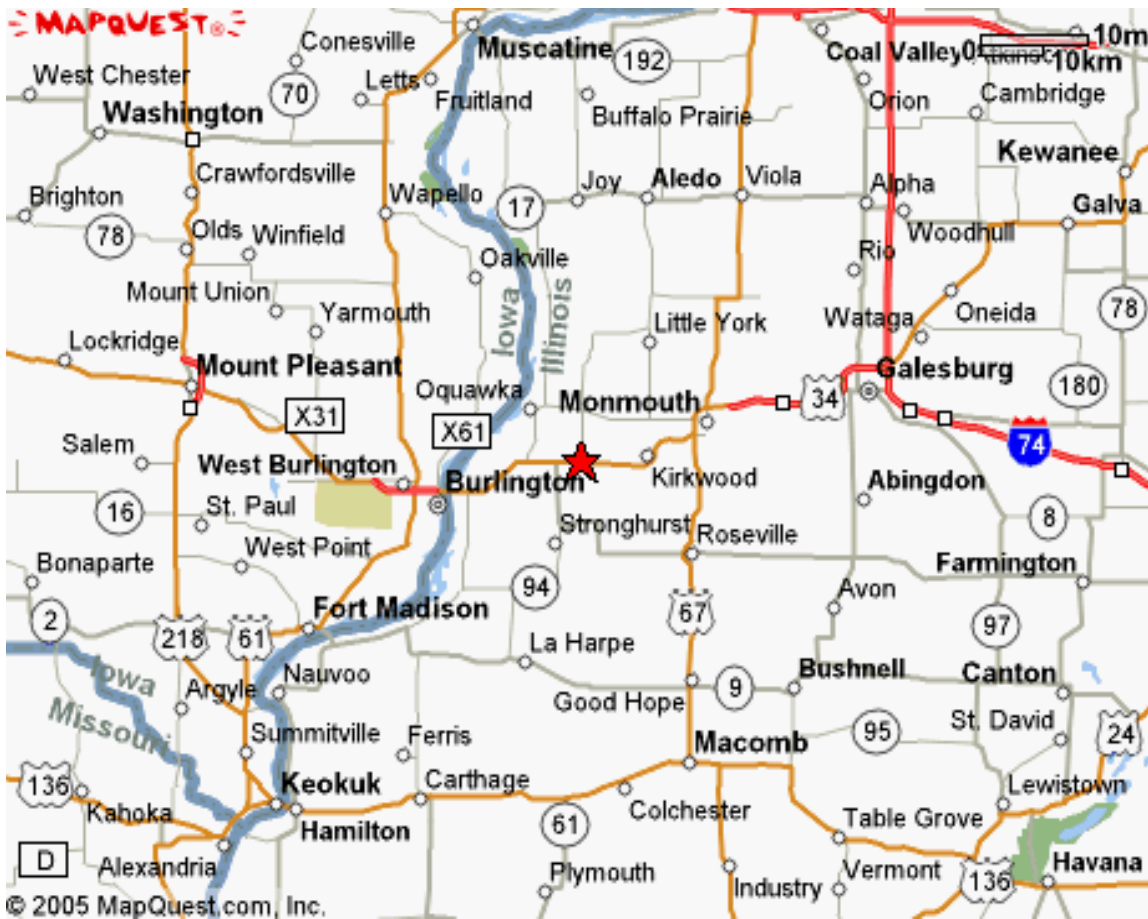 MAPQUEST®
Conesville
Muscatine
192
Coal Valley
0
10m
10km
West Chester
Letts
70
Fruitland
Orion
Cambridge
Buffalo Prairie
Washington
Kewanee
Crawfordsville
Brighton
Wapello
17
Joy
Aledo
Viola
Alpha
Galva
78
Olds
Winfield
Woodhull
Oakville
Rio
Mount Union
Yarmouth
Iowa
Illinois
Little York
Wataga
Oneida
78
Lockridge
Mount Pleasant
Oquawka
Monmouth
34
Galesburg
180
X31
X61
74
Salem
West Burlington
Burlington
Kirkwood
Abingdon
16
St. Paul
Stronghurst
8
West Point
Roseville
Bonaparte
Farmington
94
Avon
2
Fort Madison
67
97
218
61
La Harpe
Iowa
Nauvoo
Bushnell
Canton
Argyle
Good Hope
9
Missouri
St. David
Summitville
Ferris
Macomb
95
24
136
Keokuk
Carthage
Lewistown
Kahoka
Colchester
Hamilton
61
Table Grove
D
Alexandria
Plymouth
Vermont
Havana
Industry
136
© 2005 MapQuest.com, Inc.